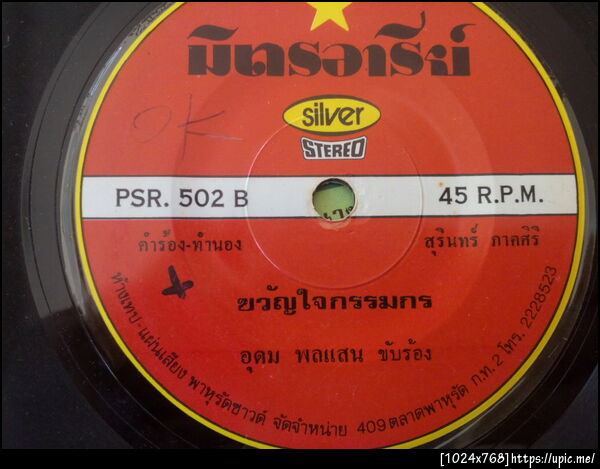 มิตรอารีย์
OK
silver
STEREO
PSR. 502 B
45 R.P.M.
คำร้อง-ทำนอง
สุรินทร์ ภาคศิริ
ขวัญใจกรรมกร
อุดม พลแสน ขับร้อง
ห้างเทป-แผ่นเสียง พาหุรัดซาวด์ จัดจำหน่าย 409 ตลาดพาหุรัด ก.ท. 2 โทร. 2228523
[1024x768]https://upic.me/